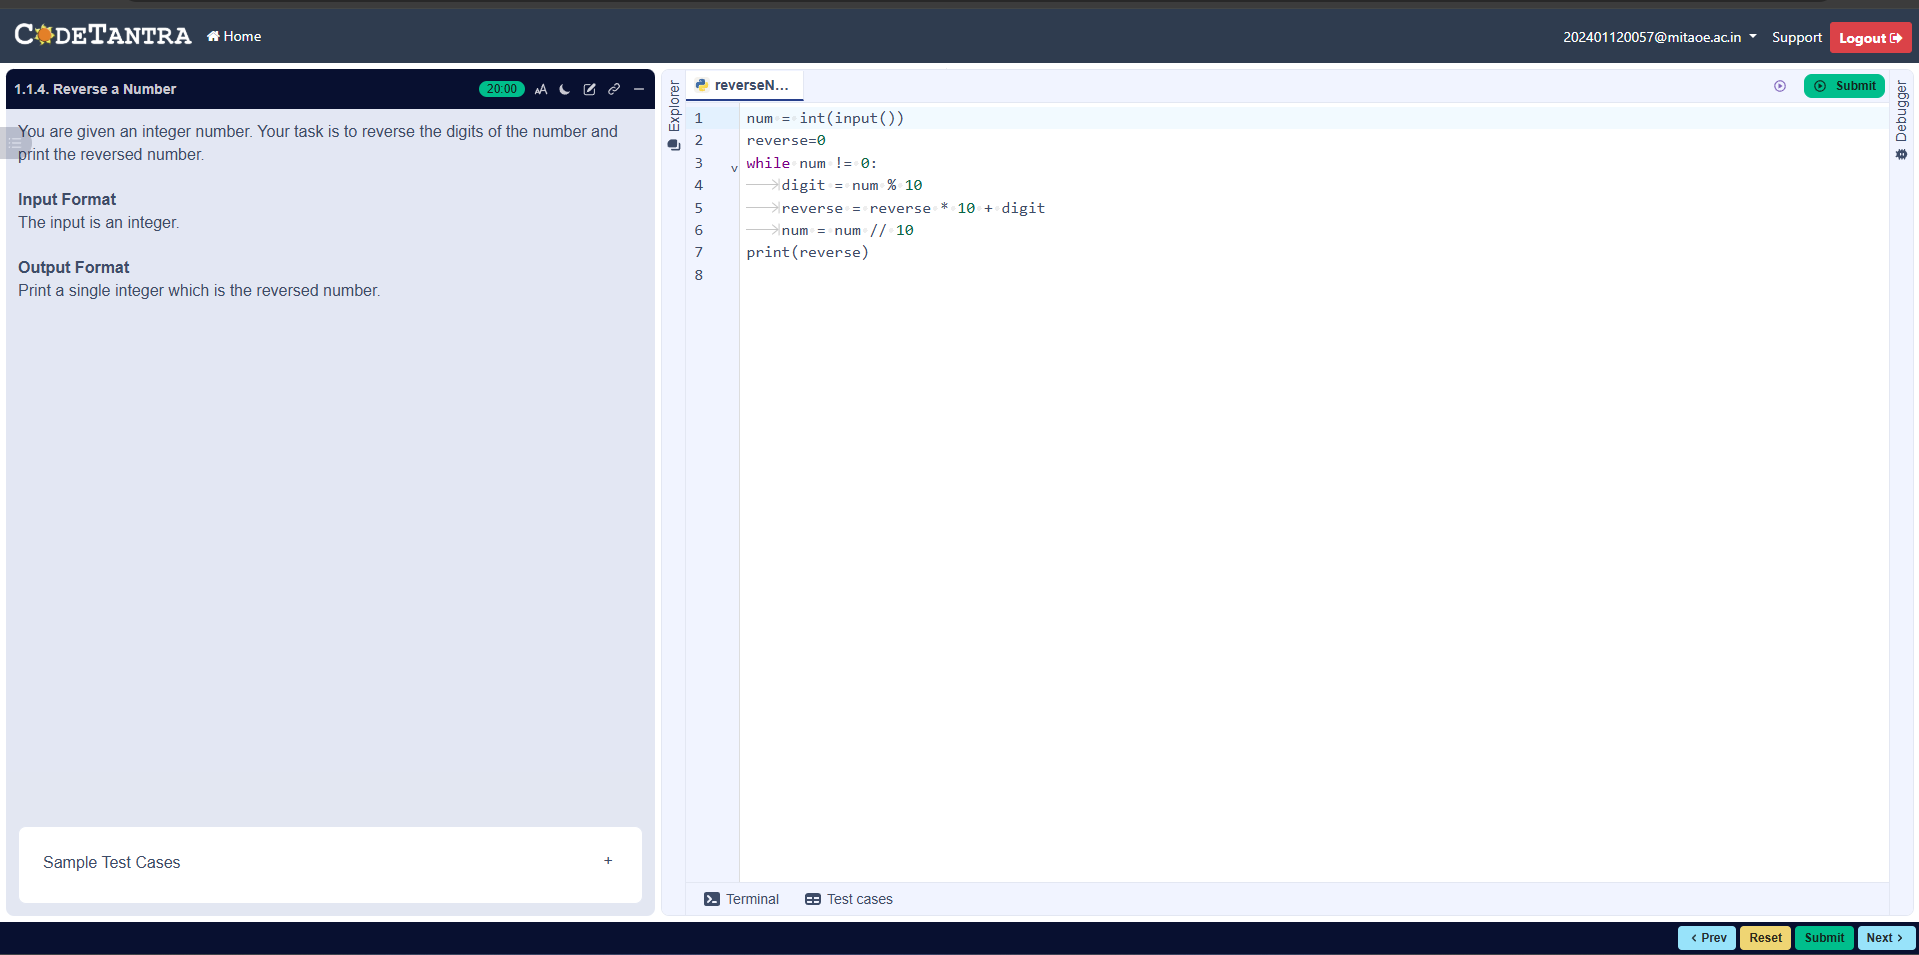 CODETANTRA
Home
202401120057@mitaoe.ac.in
Support
Logout
1.1.4. Reverse a Number
20:00
You are given an integer number. Your task is to reverse the digits of the number and
print the reversed number.
Input Format
The input is an integer.
Output Format
Print a single integer which is the reversed number.
Sample Test Cases
+
Explorer
reverseN...
Submit
Debugger
1 num = int(input())
2 reverse=0
3 while num != 0:
4 digit = num % 10
5 reverse = reverse * 10 + digit
6 num = num // 10
7 print(reverse)
8
Terminal
Test cases
< Prev
Reset
Submit
Next >